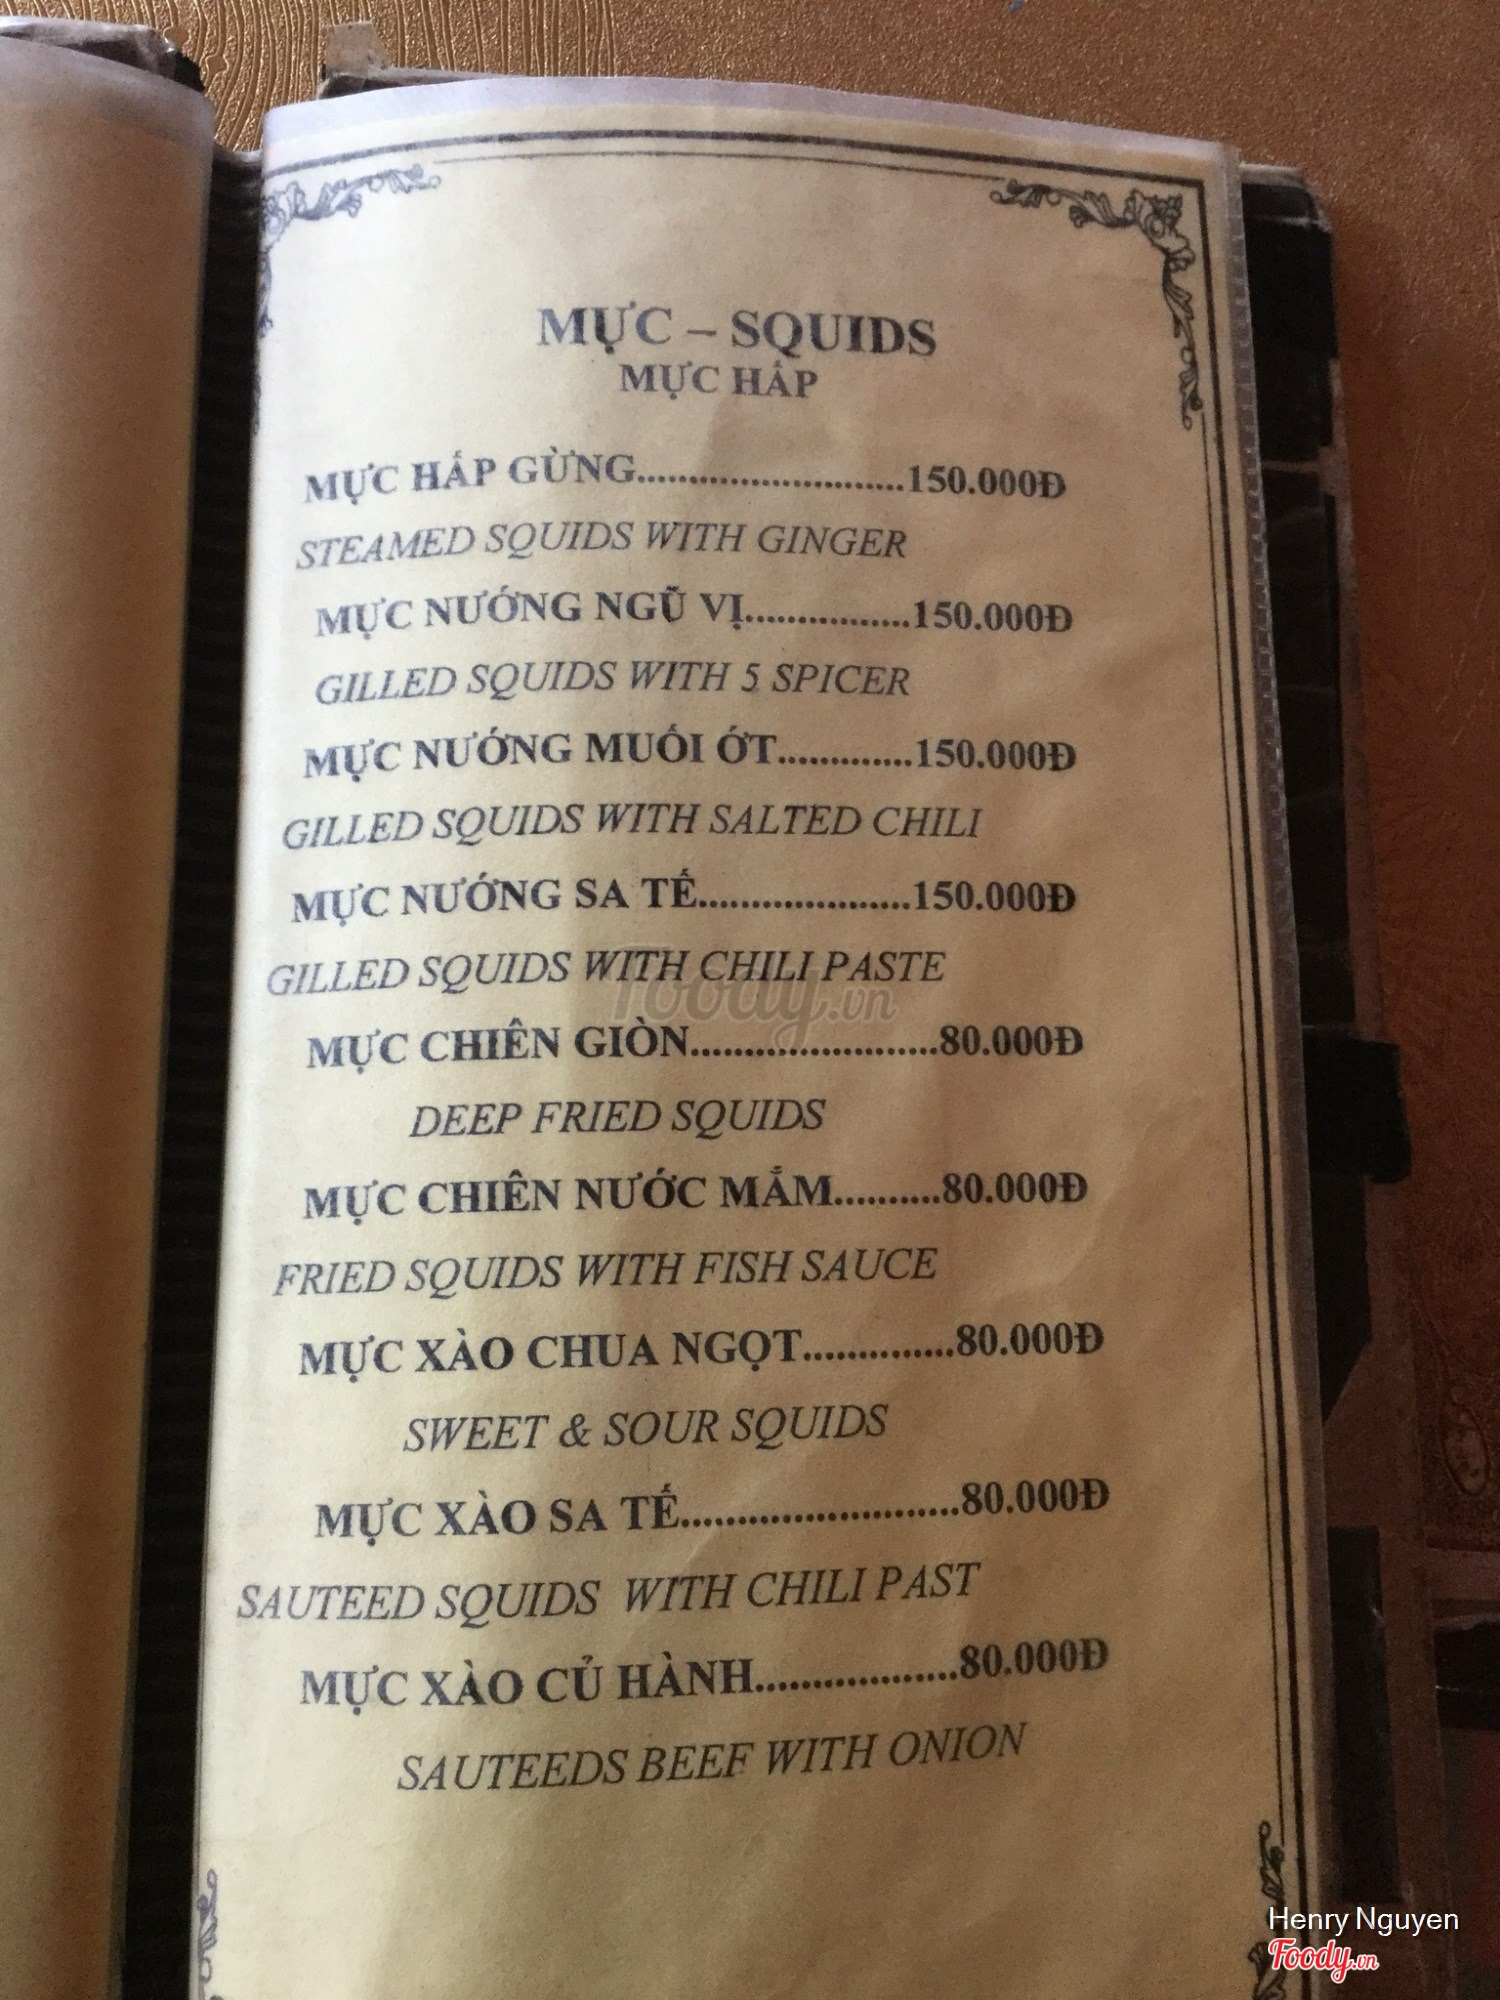 MỰC – SQUIDS
MỰC HẤP
MỰC HẤP GỪNG...........................150.000Đ
STEAMED SQUIDS WITH GINGER
MỰC NƯỚNG NGŨ VỊ.................150.000Đ
GILLED SQUIDS WITH 5 SPICER
MỰC NƯỚNG MUỐI ỚT.............150.000Đ
GILLED SQUIDS WITH SALTED CHILI
MỰC NƯỚNG SA TẾ....................150.000Đ
GILLED SQUIDS WITH CHILI PASTE
Foody.vn
MỰC CHIÊN GIÒN.........................80.000Đ
DEEP FRIED SQUIDS
MỰC CHIÊN NƯỚC MẮM..........80.000Đ
FRIED SQUIDS WITH FISH SAUCE
MỰC XÀO CHUA NGỌT..............80.000Đ
SWEET & SOUR SQUIDS
MỰC XÀO SA TẾ.........................80.000Đ
SAUTEED SQUIDS WITH CHILI PAST
MỰC XÀO CỦ HÀNH..................80.000Đ
SAUTEEDS BEEF WITH ONION
Henry Nguyen
Foody.vn